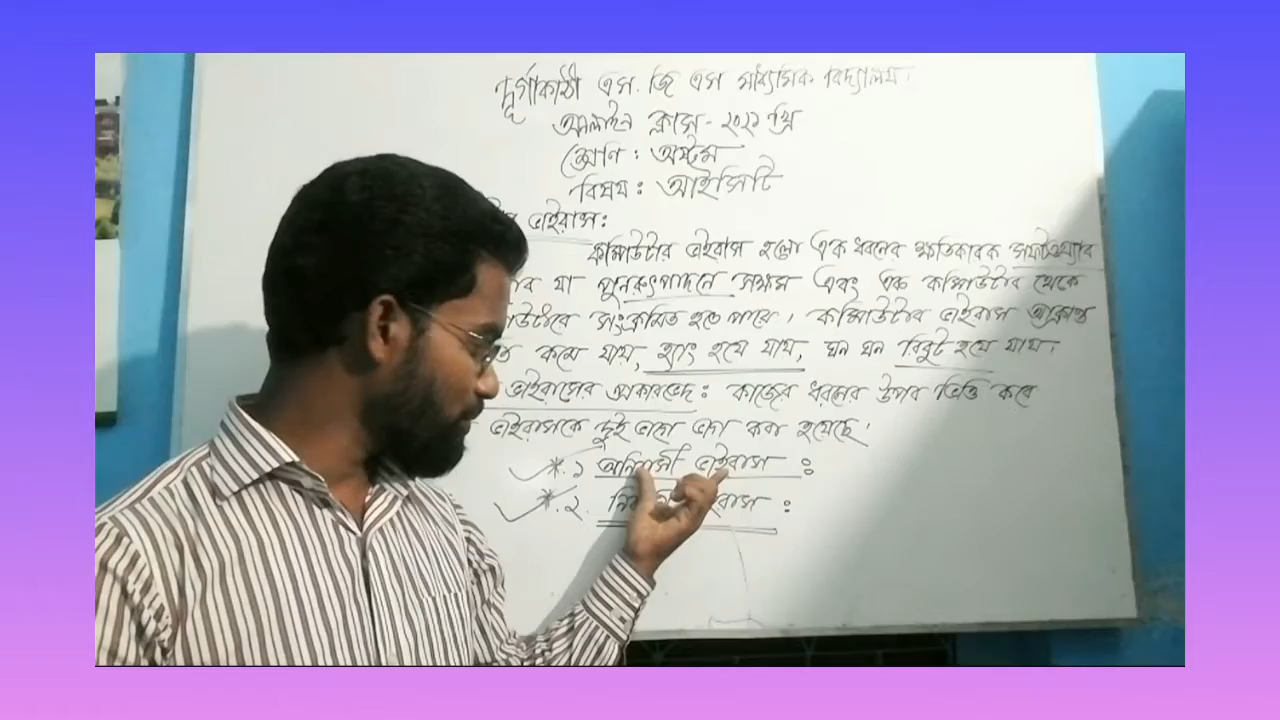 দূর্গাকাঠী এস. জি এস মাধ্যমিক বিদ্যালয়।
অনলাইন ক্লাস - ২০২১ খ্রি
শ্রেণি : অষ্টম
বিষয় : আইসিটি
ভাইরাস :
কম্পিউটার ভাইরাস হলো এক ধরনের ক্ষতিকারক সফটওয়্যার
যা পুনরুৎপাদনে সক্ষম এবং এক কম্পিউটার থেকে
সংক্রমিত হতে পারে। কম্পিউটার ভাইরাস আক্রান্ত
কমে যায়, হ্যাং হয়ে যায়, ঘন ঘন রিবুট হয়ে যায়।
ভাইরাসের প্রকারভেদ : কাজের ধরনের উপর ভিত্তি করে
ভাইরাসকে দুই ভাগে ভাগ করা হয়েছে।
*. ১ অনিবাসী ভাইরাস :
*. ২.